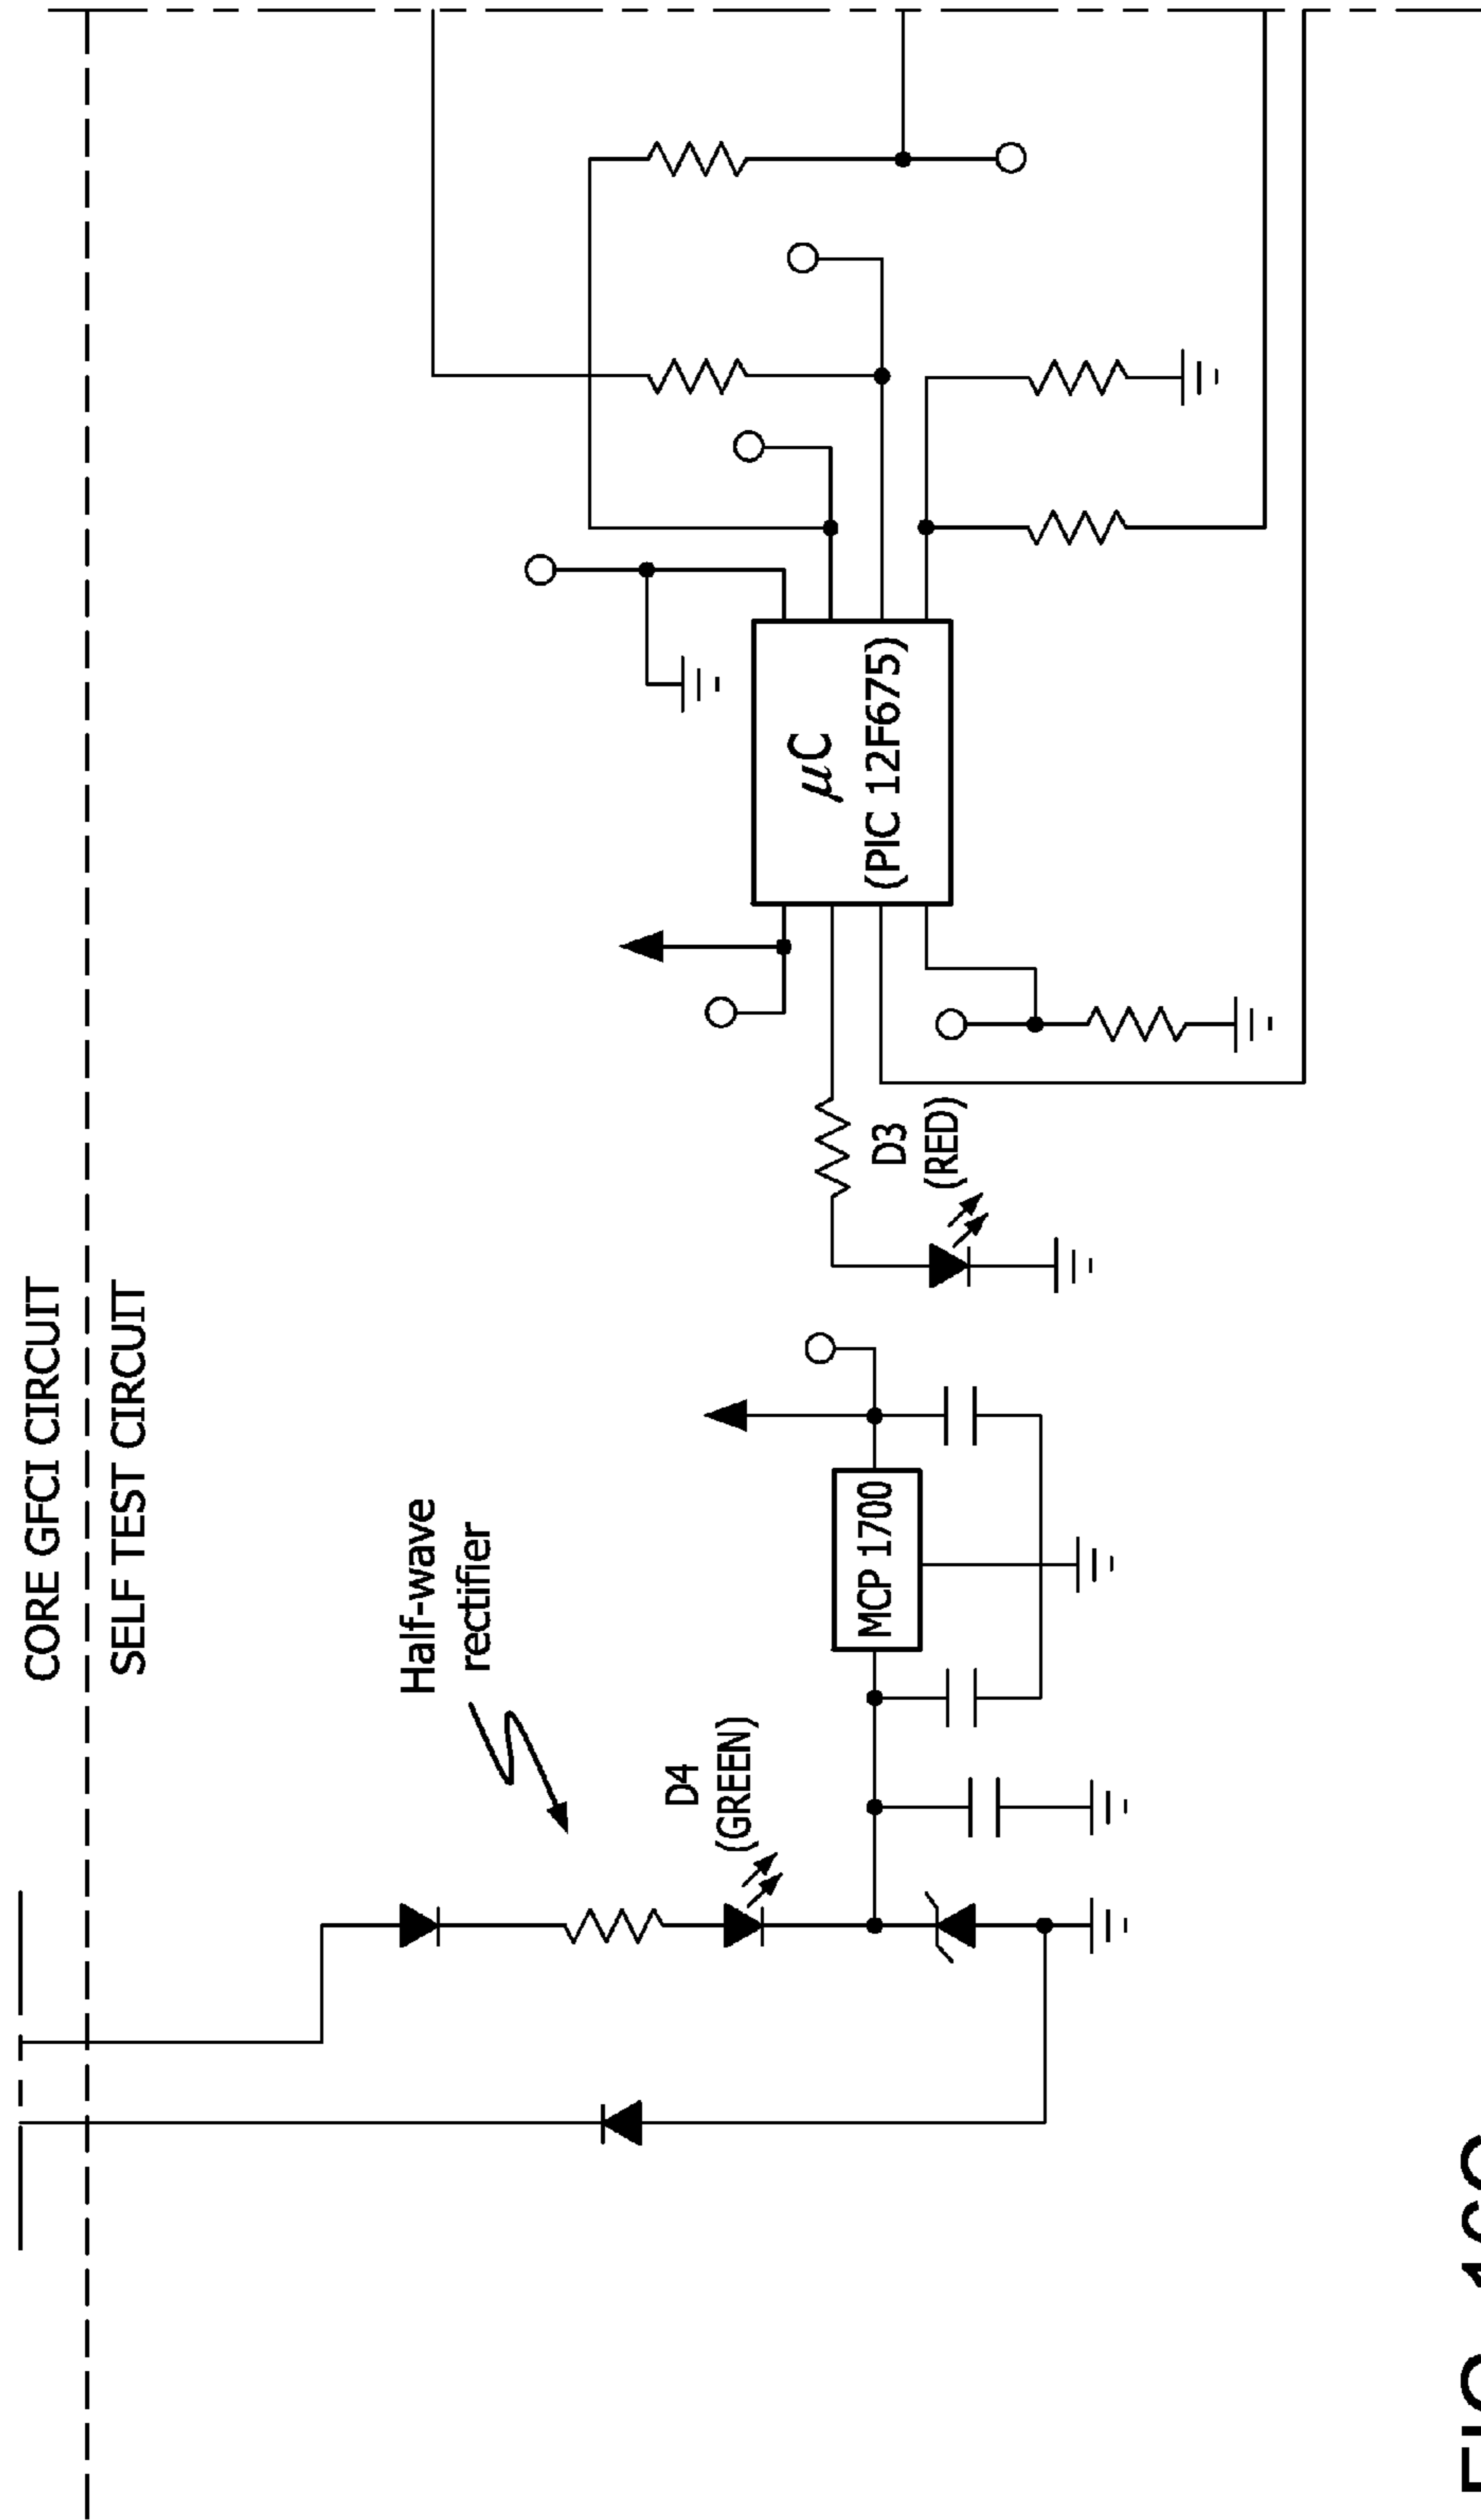 CORE GFCI CIRCUIT
SELF TEST CIRCUIT
Half-wave
rectifier
D4
(GREEN)
MCP 1700
D3
(RED)
μC
(PIC 12F675)